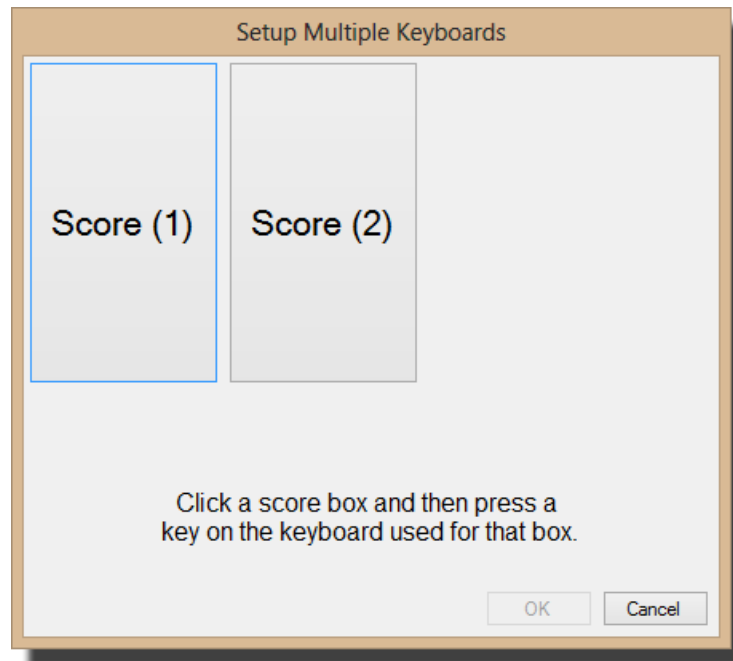 Setup Multiple Keyboards
Score (1)
Score (2)
Click a score box and then press a
key on the keyboard used for that box.
OK
Cancel